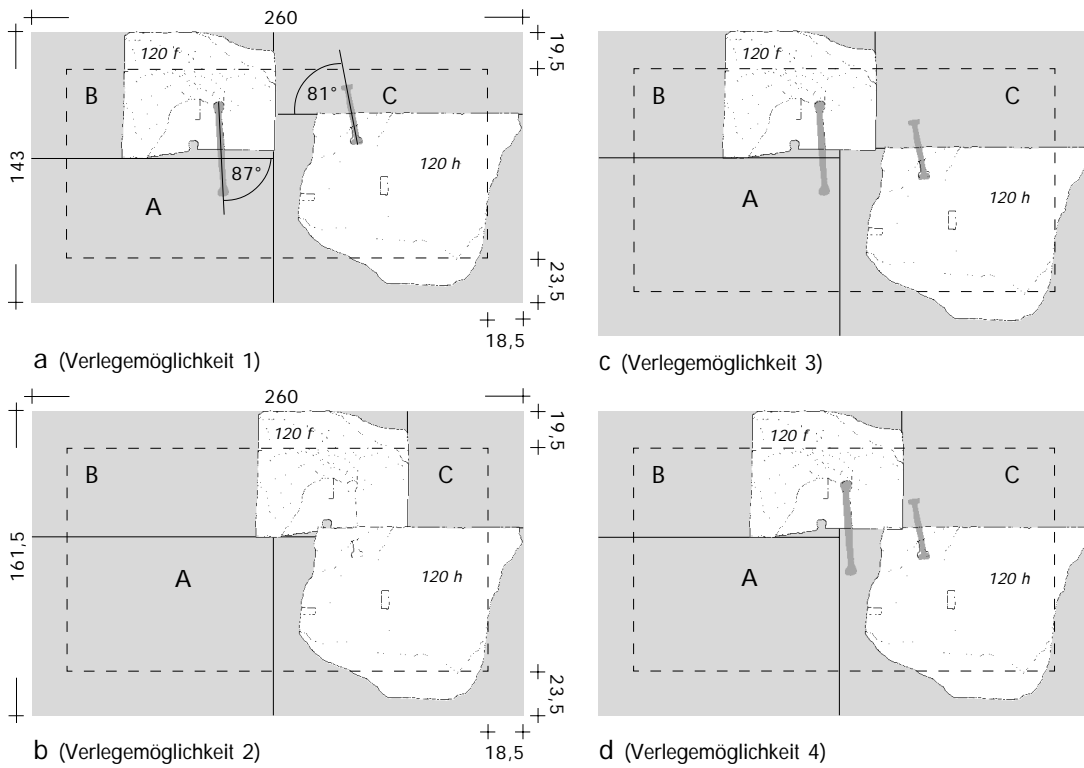 260
120 f
19,5
B
81°
C
120 h
143
A
87°
23,5
18,5
a (Verlegemöglichkeit 1)
120 f
B
C
A
120 h
c (Verlegemöglichkeit 3)
260
120 f
19,5
B
C
161,5
A
120 h
23,5
18,5
b (Verlegemöglichkeit 2)
120 f
B
C
A
120 h
d (Verlegemöglichkeit 4)